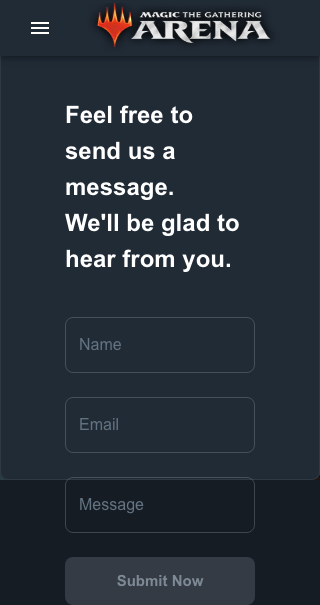 MAGIC THE GATHERING
ARENA
Feel free to
send us a
message.
We'll be glad to
hear from you.
Name
Email
Message
Submit Now